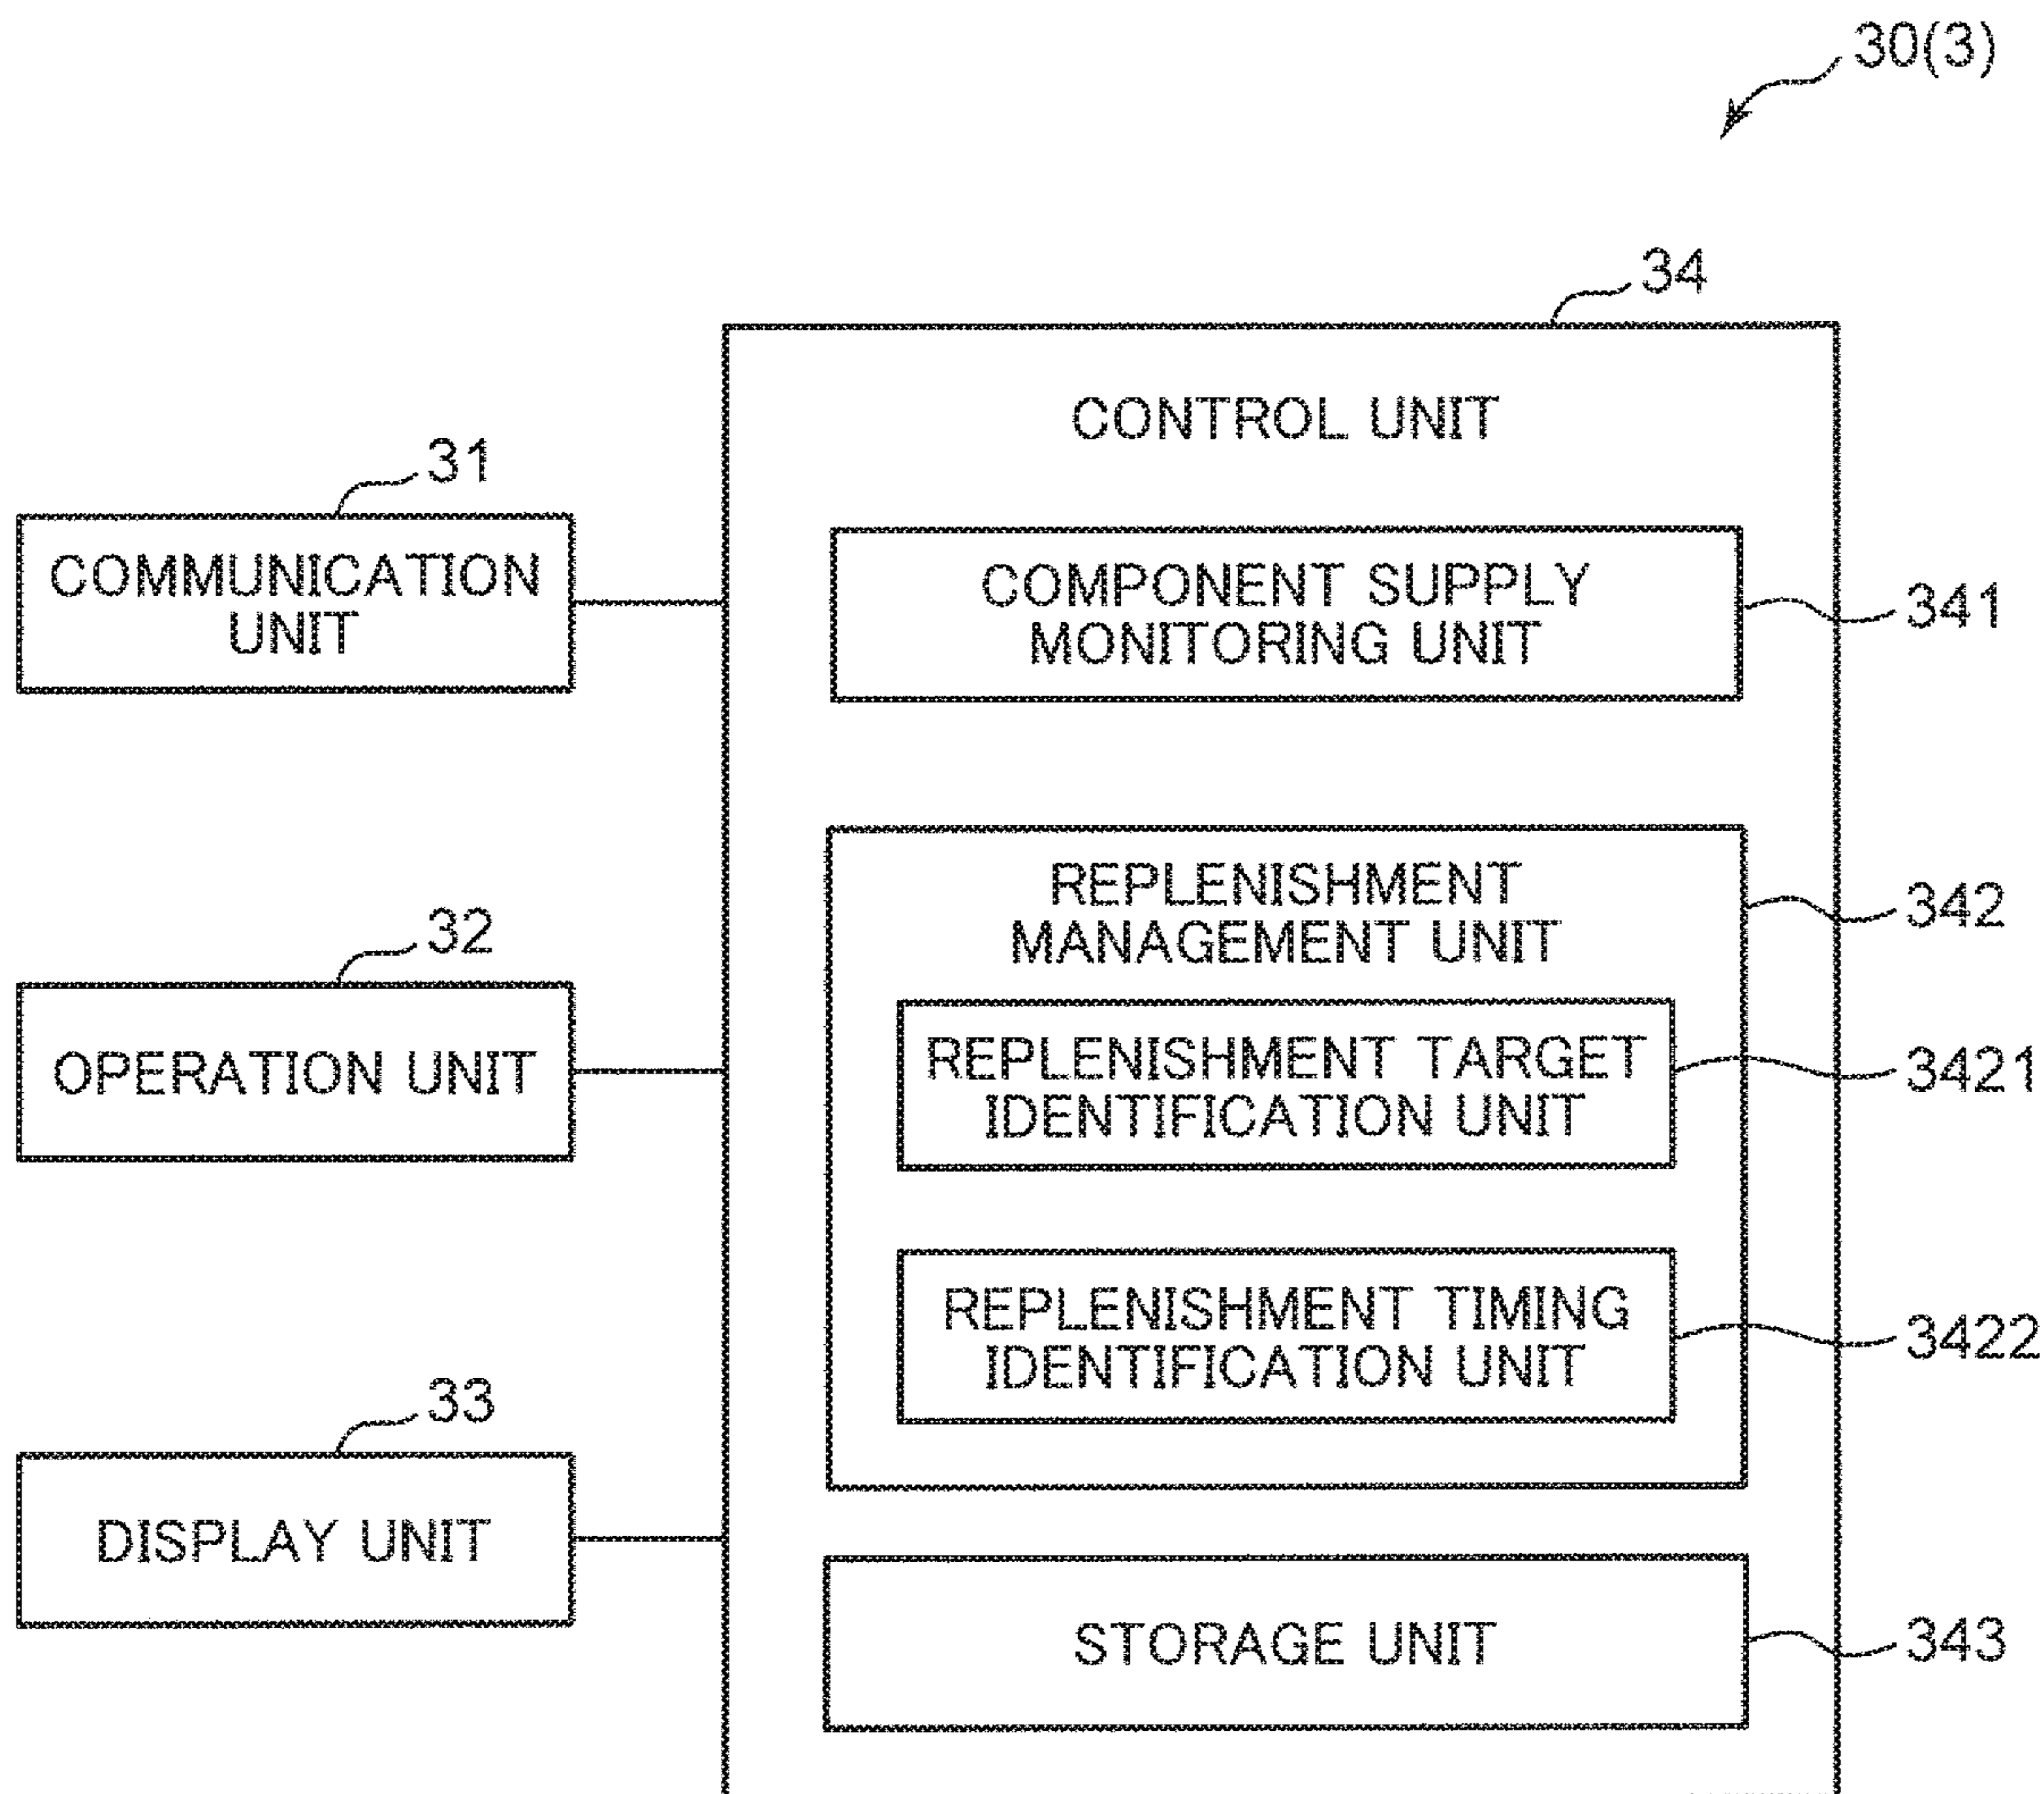 30(3)
34
CONTROL UNIT
31
COMMUNICATION
UNIT
COMPONENT SUPPLY
MONITORING UNIT
341
REPLENISHMENT
MANAGEMENT UNIT
342
32
OPERATION UNIT
REPLENISHMENT TARGET
IDENTIFICATION UNIT
3421
REPLENISHMENT TIMING
IDENTIFICATION UNIT
3422
33
DISPLAY UNIT
STORAGE UNIT
343